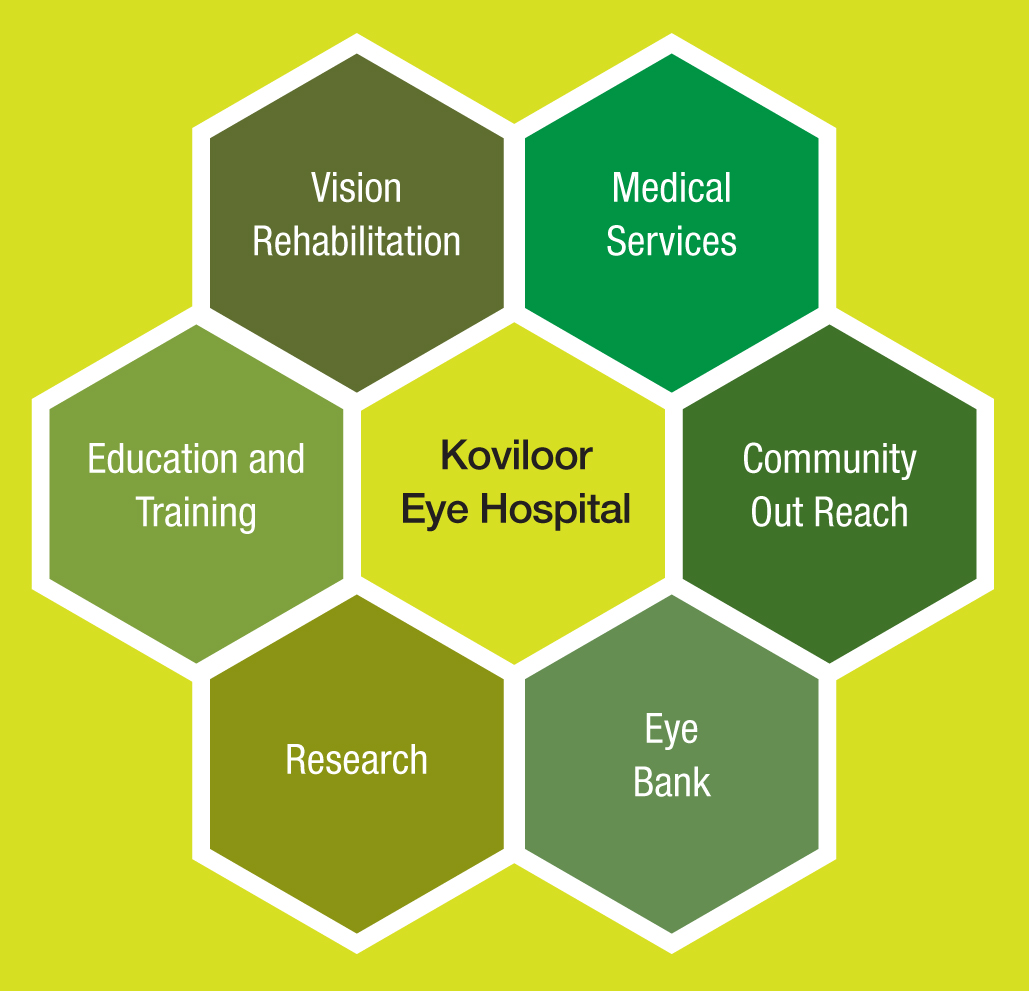 Vision
Rehabilitation
Medical
Services
Education and
Training
Koviloor
Eye Hospital
Community
Out Reach
Research
Eye
Bank